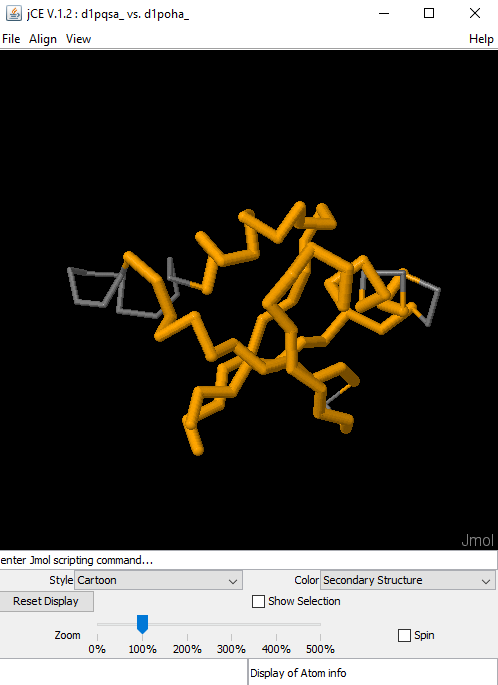 jCE V.1.2 : d1pqsa_ vs. d1poha_
File Align View Help
Jmol
enter Jmol scripting command...
Style Cartoon Color Secondary Structure
Reset Display Show Selection
Zoom Spin
0% 100% 200% 300% 400% 500%
Display of Atom info